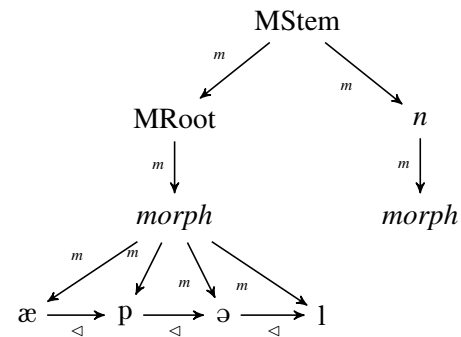 MStem
m m
MRoot n
m m
morph morph
m m m m
æ p ə l
◁ ◁ ◁